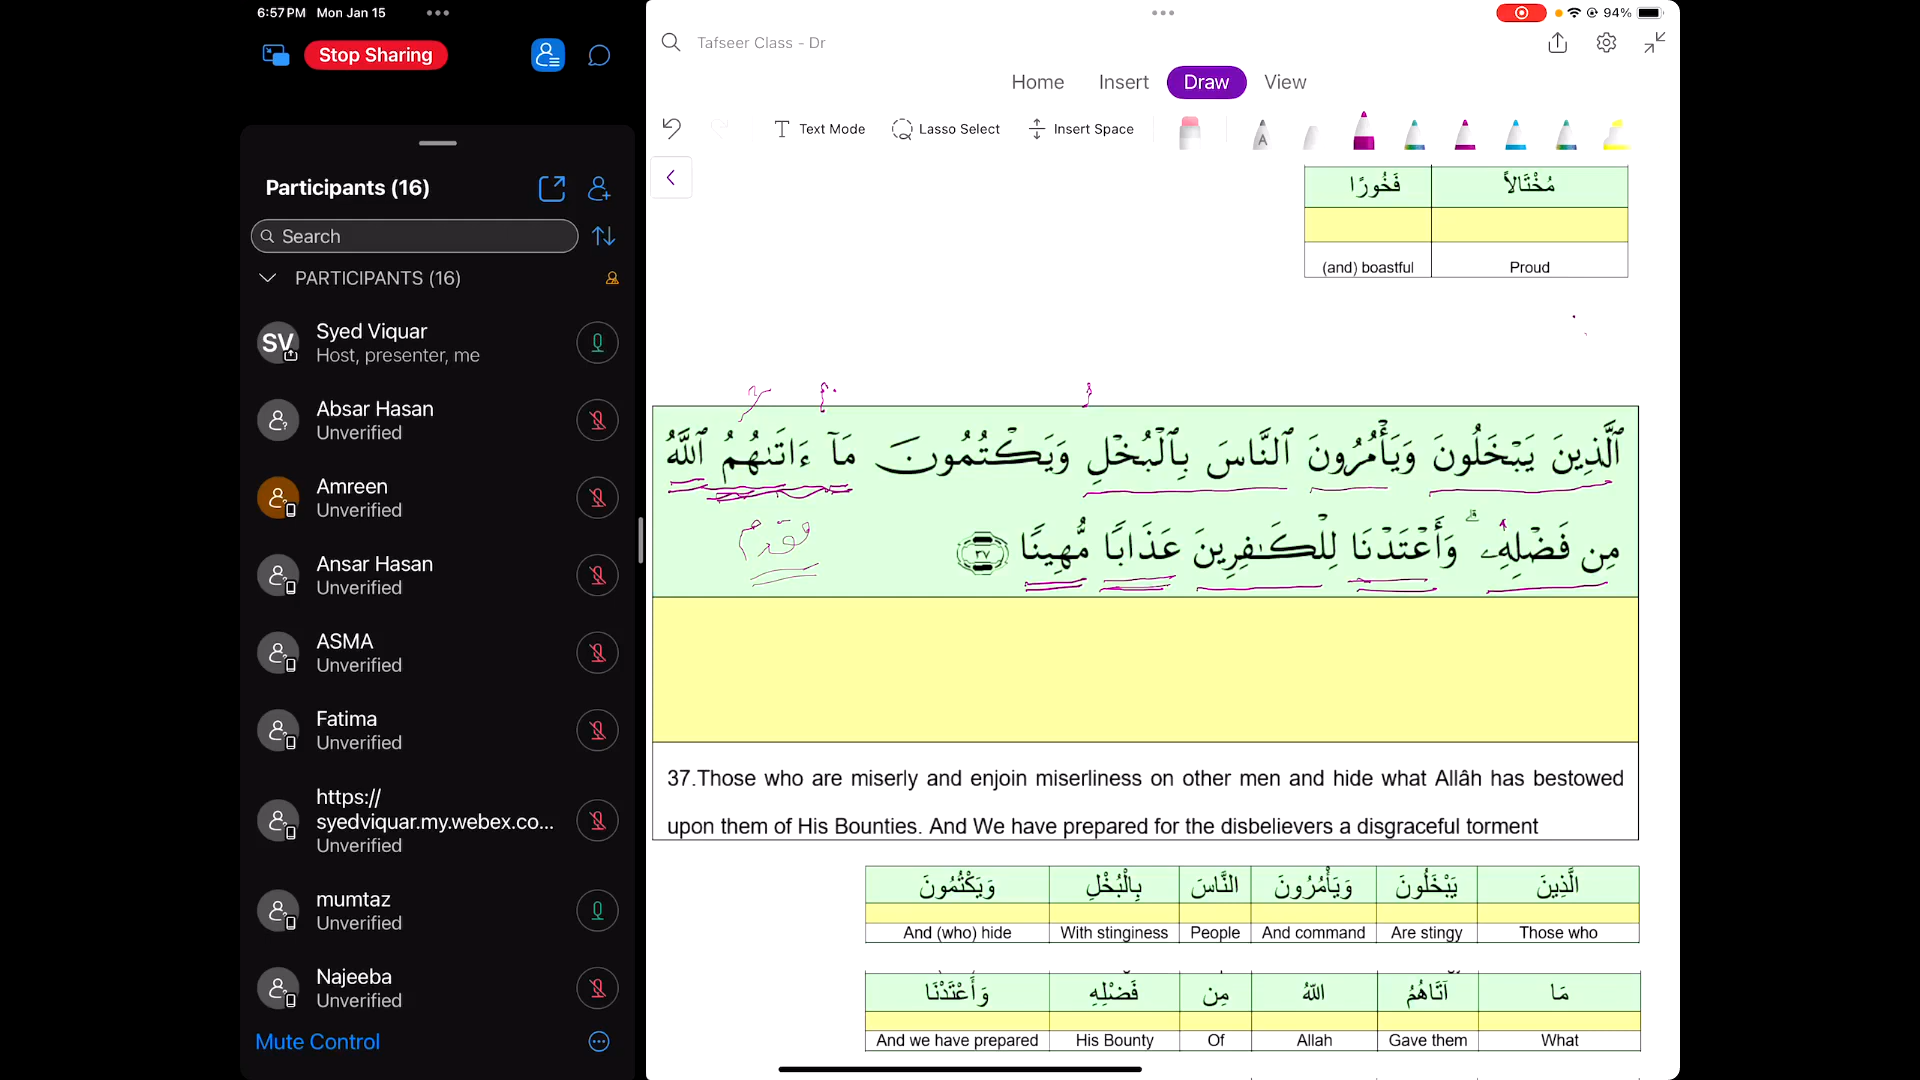 6:57 PM Mon Jan 15
Stop Sharing
Participants (16)
Search
PARTICIPANTS (16)
SV
Syed Viquar
Host, presenter, me
Absar Hasan
Unverified
Amreen
Unverified
Ansar Hasan
Unverified
ASMA
Unverified
Fatima
Unverified
https://
syedviquar.my.webex.co...
Unverified
mumtaz
Unverified
Najeeba
Unverified
Mute Control
94%
Tafseer Class - Dr
Home Insert Draw View
Text Mode Lasso Select Insert Space
A
مُخْتَالاً فَخُورًا
(and) boastful Proud
ٱلَّذِينَ يَبْخَلُونَ وَيَأْمُرُونَ ٱلنَّاسَ بِٱلْبُخْلِ وَيَكْتُمُونَ مَآ ءَاتَىٰهُمُ ٱللَّهُ
مِن فَضْلِهِۦ ۗ وَأَعْتَدْنَا لِلْكَـٰفِرِينَ عَذَابًا مُّهِينًا ٣٧
37.Those who are miserly and enjoin miserliness on other men and hide what Allâh has bestowed
upon them of His Bounties. And We have prepared for the disbelievers a disgraceful torment
الَّذِينَ يَبْخَلُونَ وَيَأْمُرُونَ النَّاسَ بِالْبُخْلِ وَيَكْتُمُونَ
And (who) hide With stinginess People And command Are stingy Those who
مَا آتَاهُمُ اللّهُ مِن فَضْلِهِ وَأَعْتَدْنَا
And we have prepared His Bounty Of Allah Gave them What